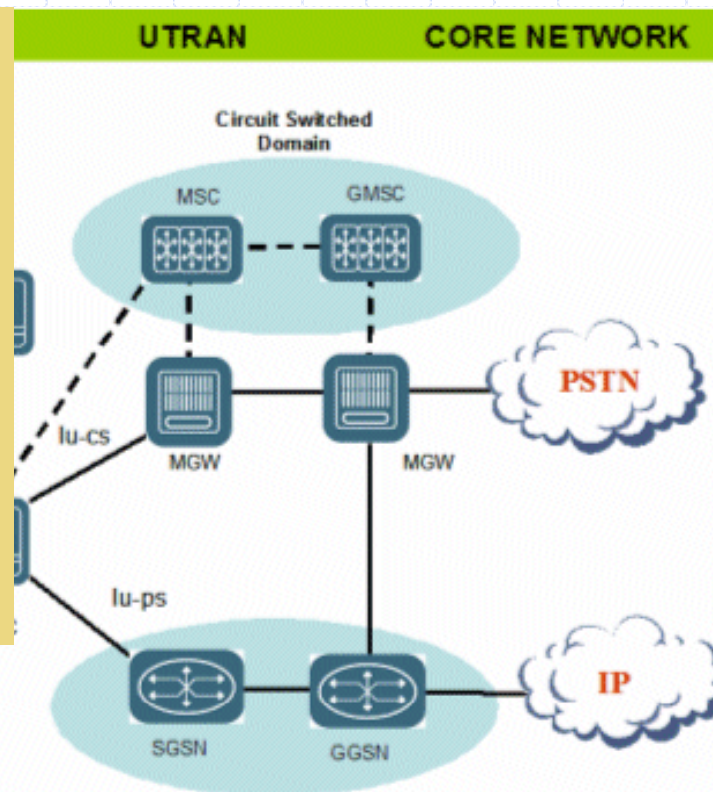 UTRAN CORE NETWORK
Circuit Switched
Domain
MSC GMSC
PSTN
Iu-cs
MGW MGW
Iu-ps
IP
SGSN GGSN